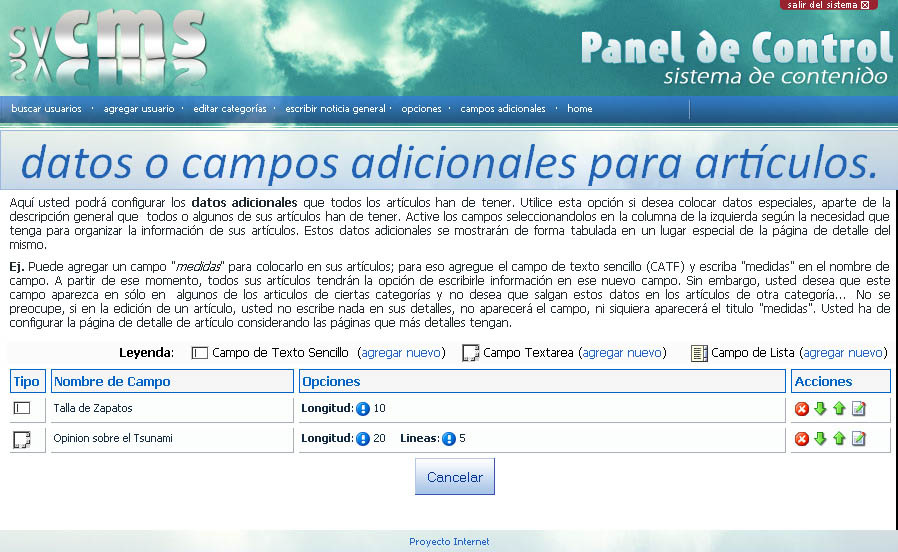 salir del sistema
svcms
Panel de Control
sistema de contenido
buscar usuarios · agregar usuario · editar categorías · escribir noticia general · opciones · campos adicionales · home
datos o campos adicionales para artículos.
Aquí usted podrá configurar los datos adicionales que todos los artículos han de tener. Utilice esta opción si desea colocar datos especiales, aparte de la
descripción general que todos o algunos de sus artículos han de tener. Active los campos seleccionandolos en la columna de la izquierda según la necesidad que
tenga para organizar la información de sus artículos. Estos datos adicionales se mostrarán de forma tabulada en un lugar especial de la página de detalle del
mismo.
Ej. Puede agregar un campo "medidas" para colocarlo en sus artículos; para eso agregue el campo de texto sencillo (CATF) y escriba "medidas" en el nombre de
campo. A partir de ese momento, todos sus artículos tendrán la opción de escribirle información en ese nuevo campo. Sin embargo, usted desea que este
campo aparezca en sólo en algunos de los articulos de ciertas categorías y no desea que salgan estos datos en los artículos de otra categoría... No se
preocupe, si en la edición de un artículo, usted no escribe nada en sus detalles, no aparecerá el campo, ni siquiera aparecerá el titulo "medidas". Usted ha de
configurar la página de detalle de artículo considerando las páginas que más detalles tengan.
Leyenda: Campo de Texto Sencillo (agregar nuevo) Campo Textarea (agregar nuevo) Campo de Lista (agregar nuevo)
Tipo Nombre de Campo Opciones Acciones
Talla de Zapatos Longitud: 10
Opinion sobre el Tsunami Longitud: 20 Lineas: 5
Cancelar
Proyecto Internet